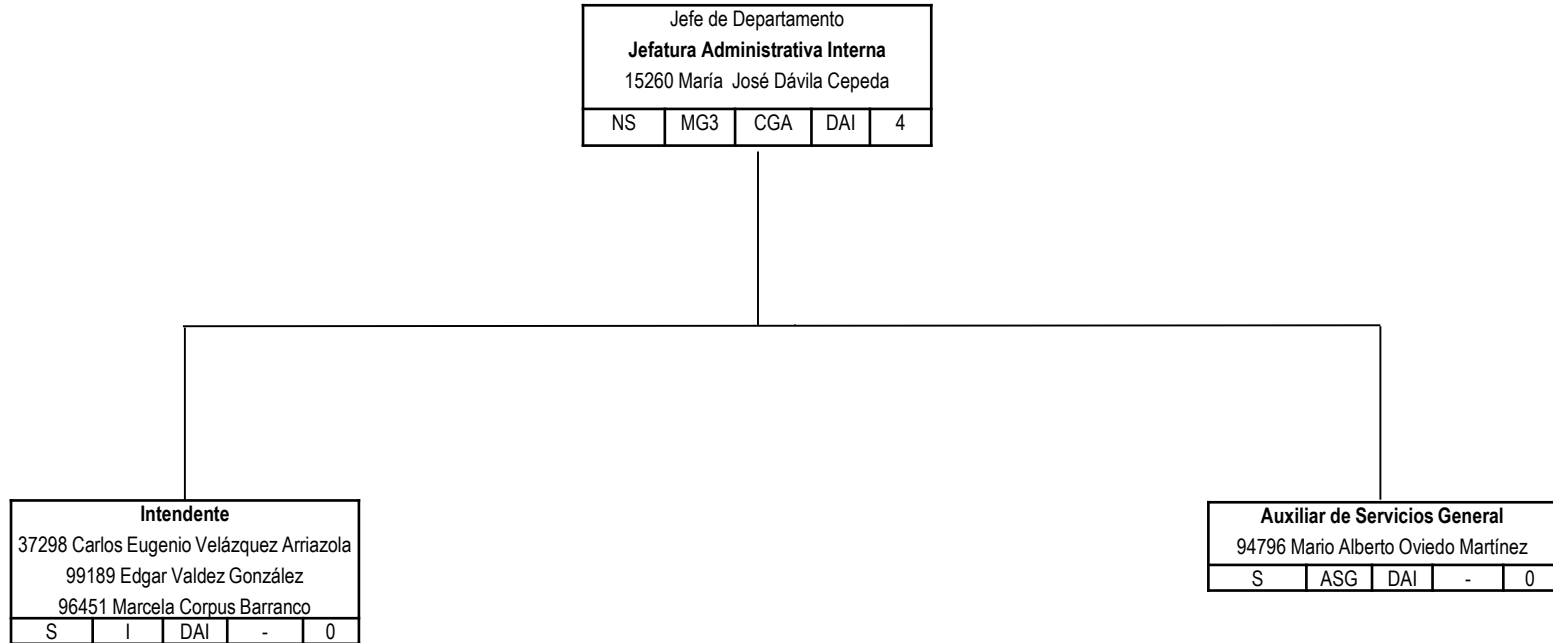 Jefe de Departamento
Jefatura Administrativa Interna
15260 María José Dávila Cepeda
NS MG3 CGA DAI 4
Intendente
37298 Carlos Eugenio Velázquez Arriazola
99189 Edgar Valdez González
96451 Marcela Corpus Barranco
S I DAI - 0
Auxiliar de Servicios General
94796 Mario Alberto Oviedo Martínez
S ASG DAI - 0